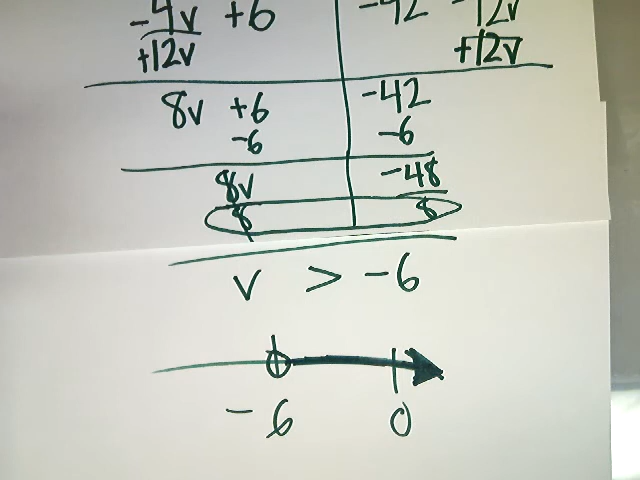 -4v +6 -42 -12v
+12v +12v
8v +6 -42
-6 -6
8v -48
8 8
v > -6
-6 0